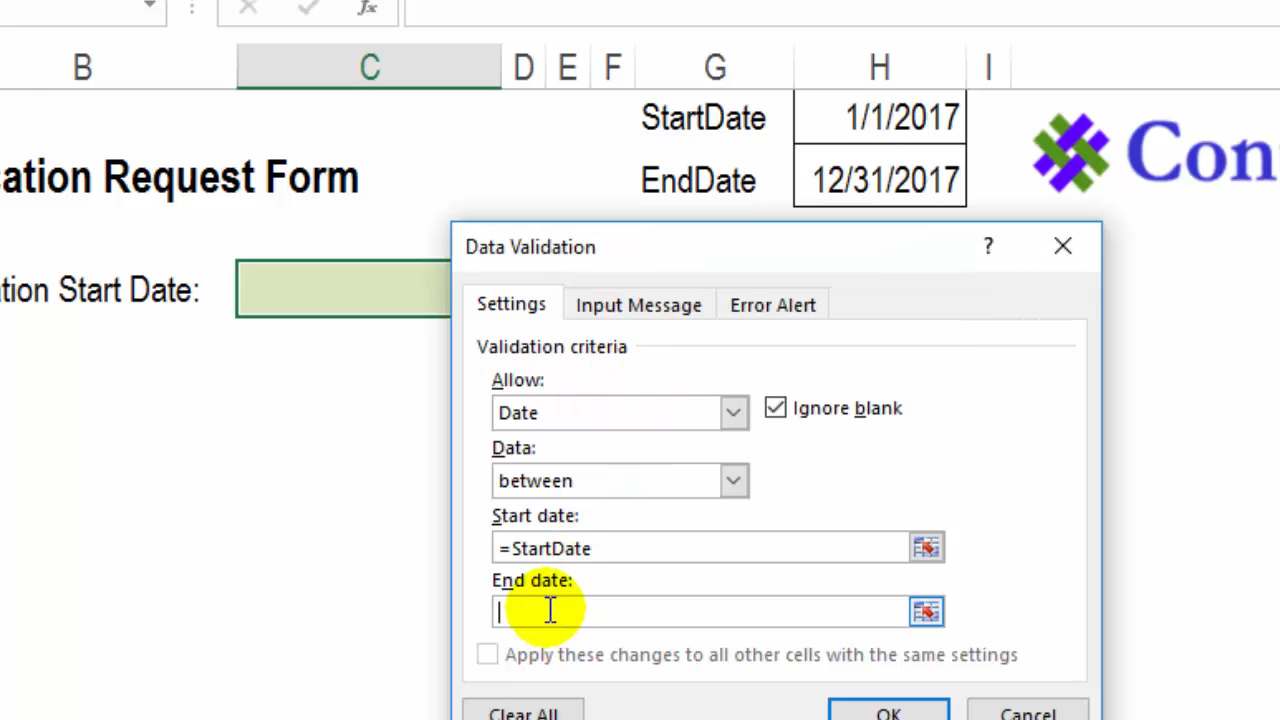 fx
B C D E F G H I
StartDate 1/1/2017
EndDate 12/31/2017
ation Request Form
Con
tion Start Date:
Data Validation ?
Settings Input Message Error Alert
Validation criteria
Allow:
Date
Ignore blank
Data:
between
Start date:
=StartDate
End date:
Apply these changes to all other cells with the same settings
Clear All OK Cancel